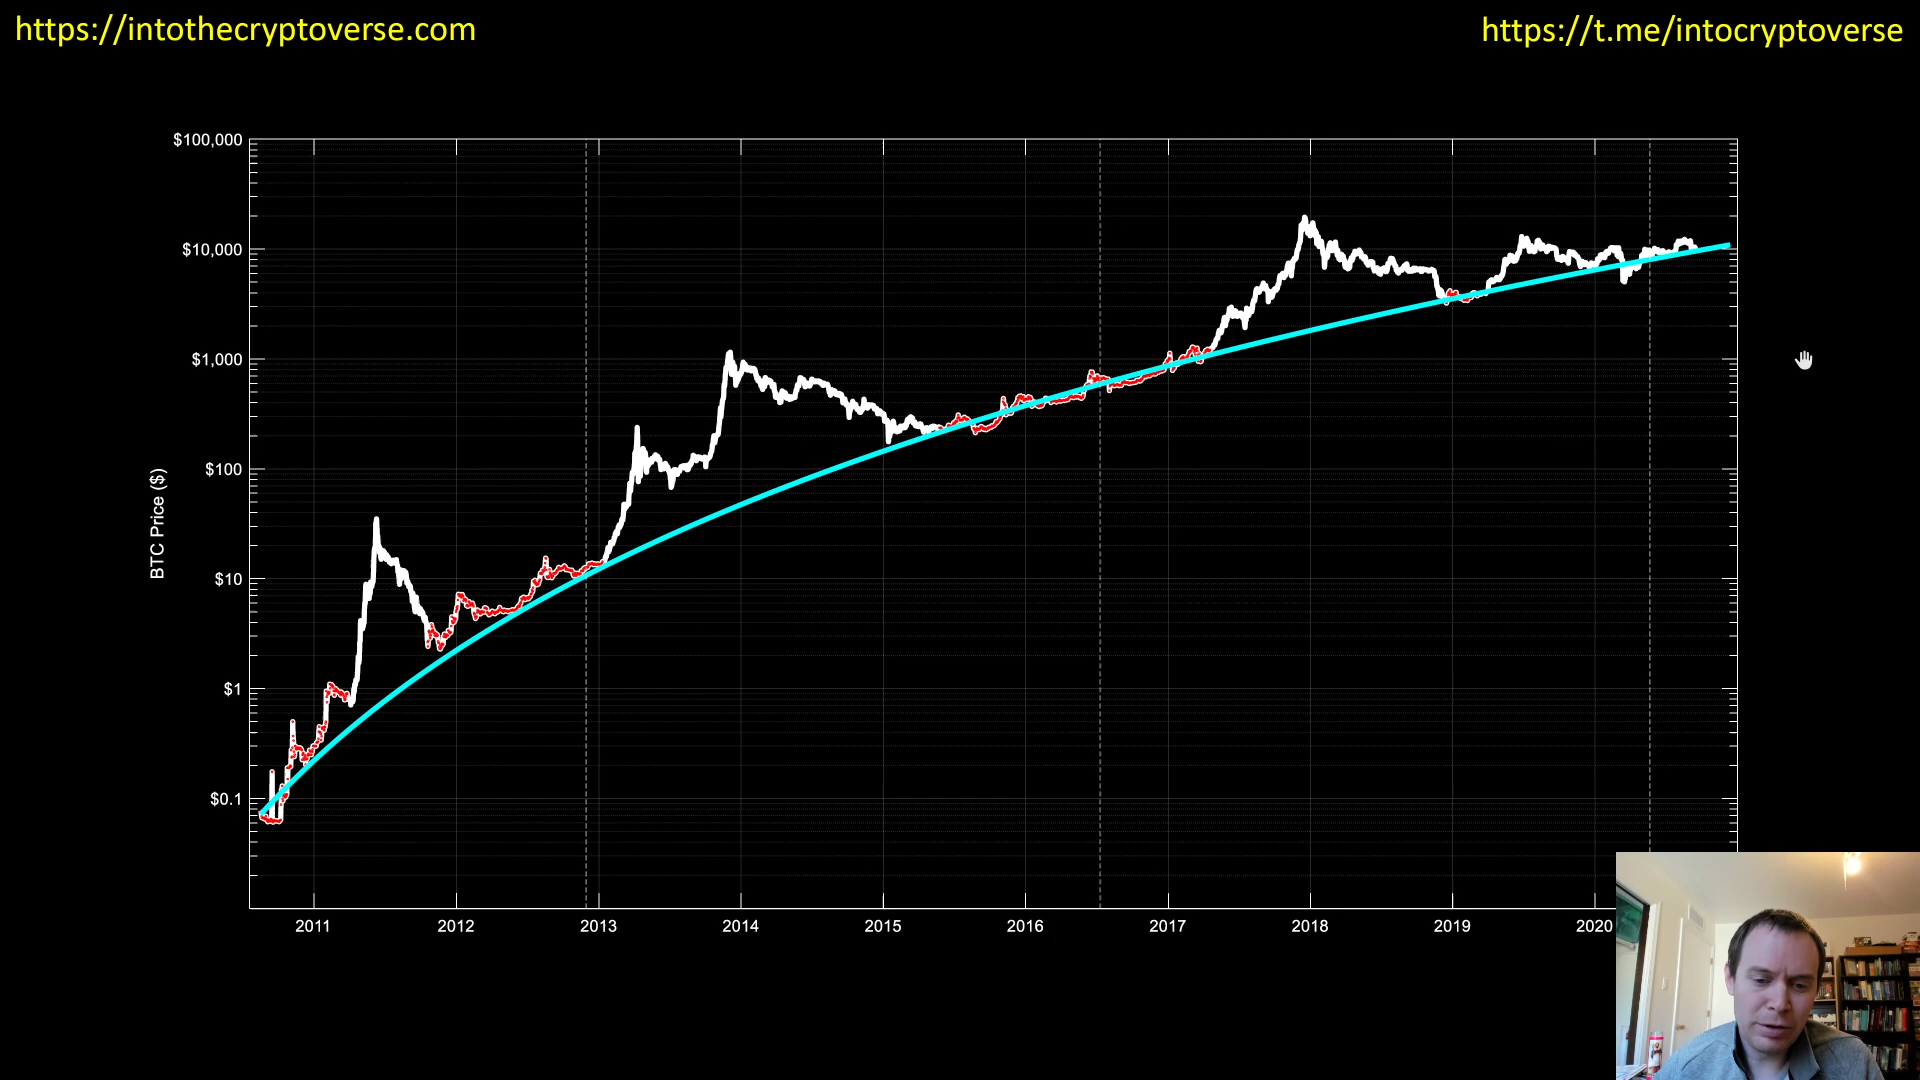 https://intothecryptoverse.com
https://t.me/intocryptoverse
$100,000
$10,000
$1,000
$100
$10
$1
$0.1
BTC Price ($)
2011 2012 2013 2014 2015 2016 2017 2018 2019 2020